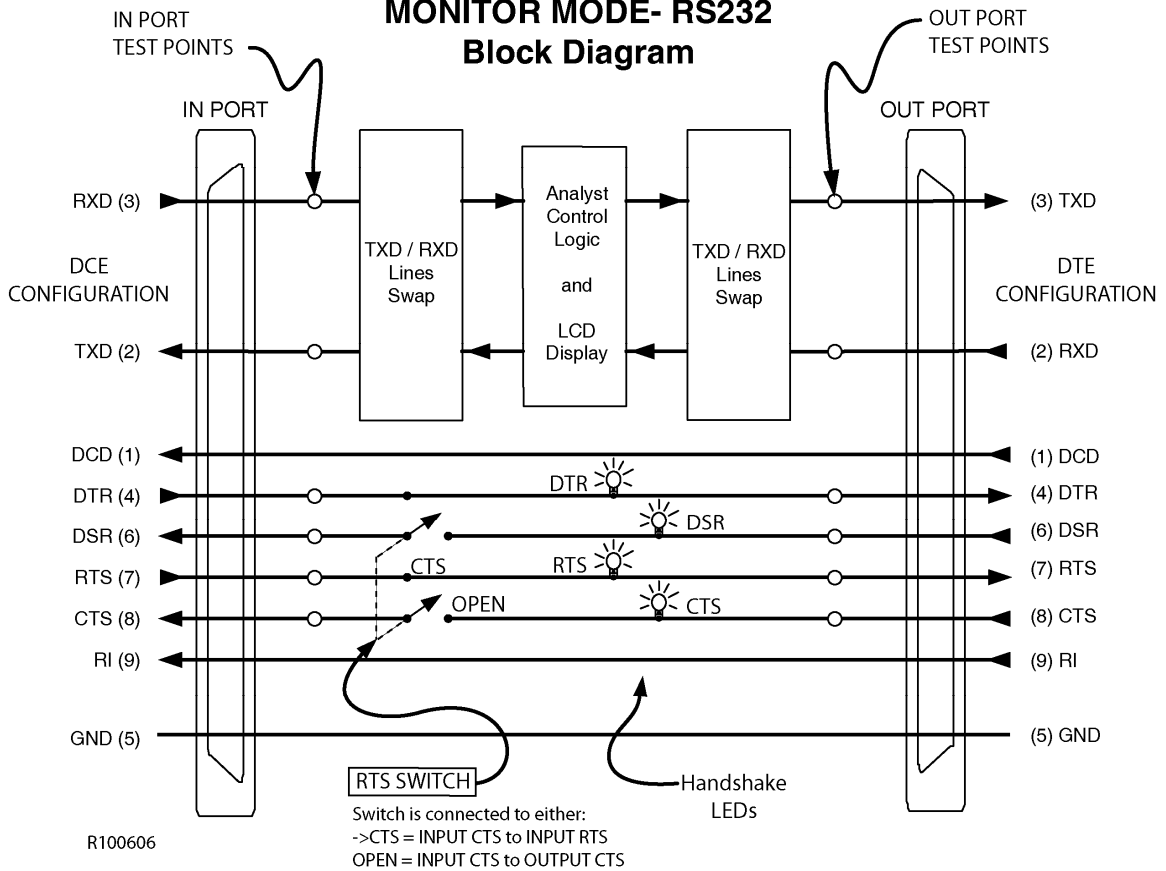 MONITOR MODE- RS232
Block Diagram
IN PORT
TEST POINTS
OUT PORT
TEST POINTS
IN PORT
OUT PORT
RXD (3)
(3) TXD
Analyst
Control
Logic
and
LCD
Display
TXD / RXD
Lines
Swap
TXD / RXD
Lines
Swap
DCE
CONFIGURATION
DTE
CONFIGURATION
TXD (2)
(2) RXD
DCD (1)
(1) DCD
DTR (4)
DTR
(4) DTR
DSR (6)
DSR
(6) DSR
RTS (7)
CTS
RTS
(7) RTS
CTS (8)
OPEN
CTS
(8) CTS
RI (9)
(9) RI
GND (5)
(5) GND
RTS SWITCH
Handshake
LEDs
Switch is connected to either:
->CTS = INPUT CTS to INPUT RTS
OPEN = INPUT CTS to OUTPUT CTS
R100606